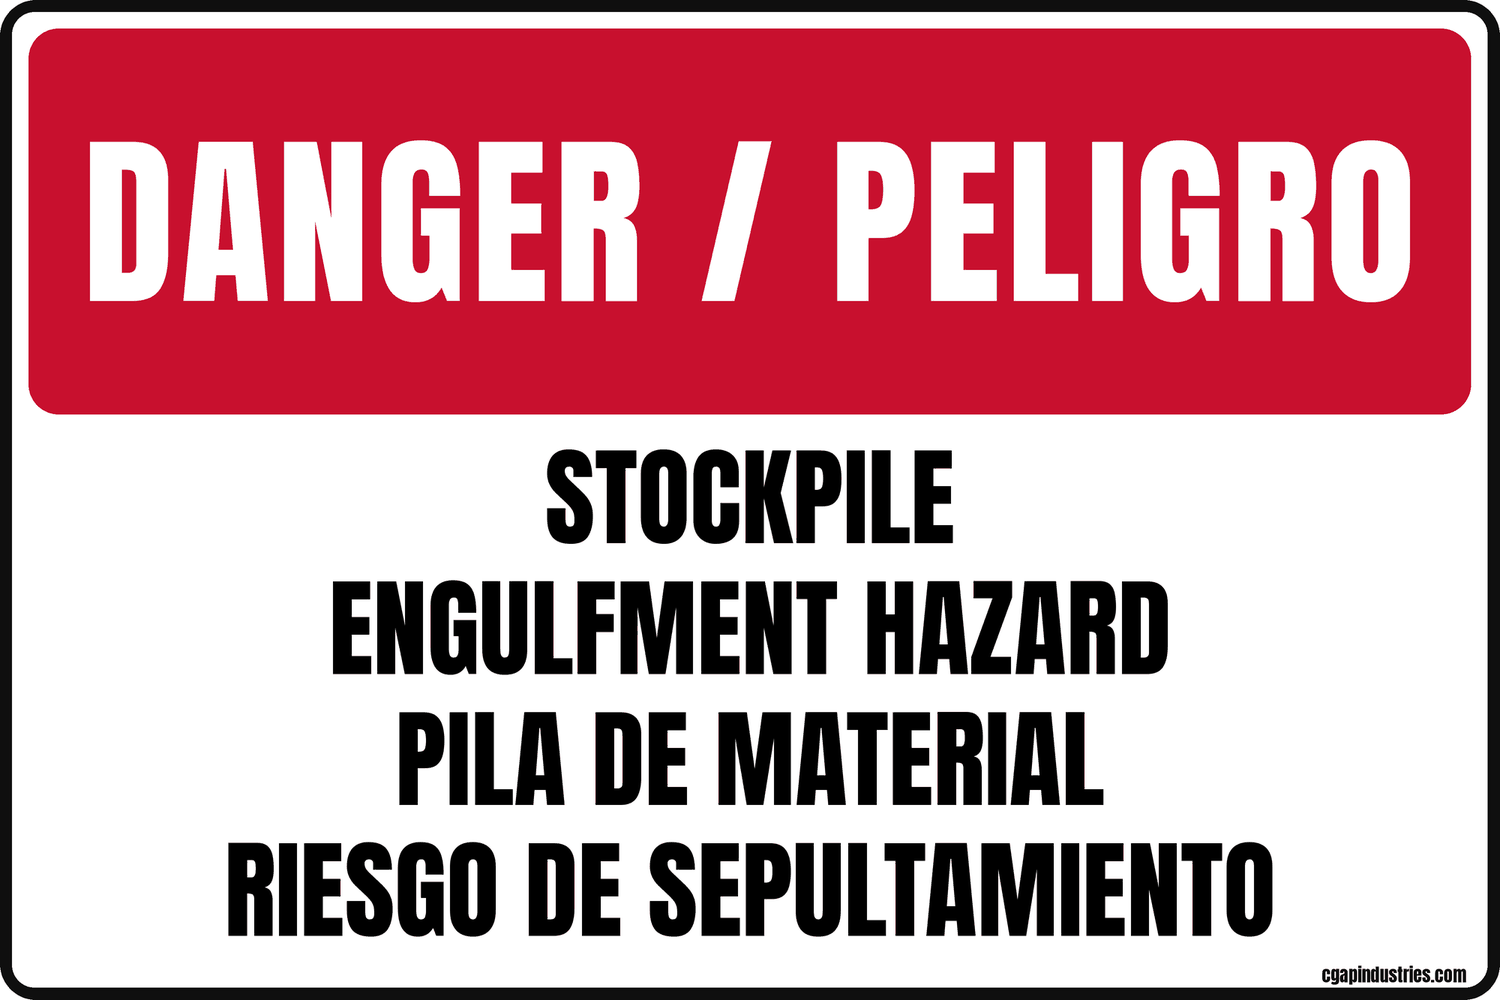 DANGER / PELIGRO
STOCKPILE
ENGULFMENT HAZARD
PILA DE MATERIAL
RIESGO DE SEPULTAMIENTO
cgapindustries.com